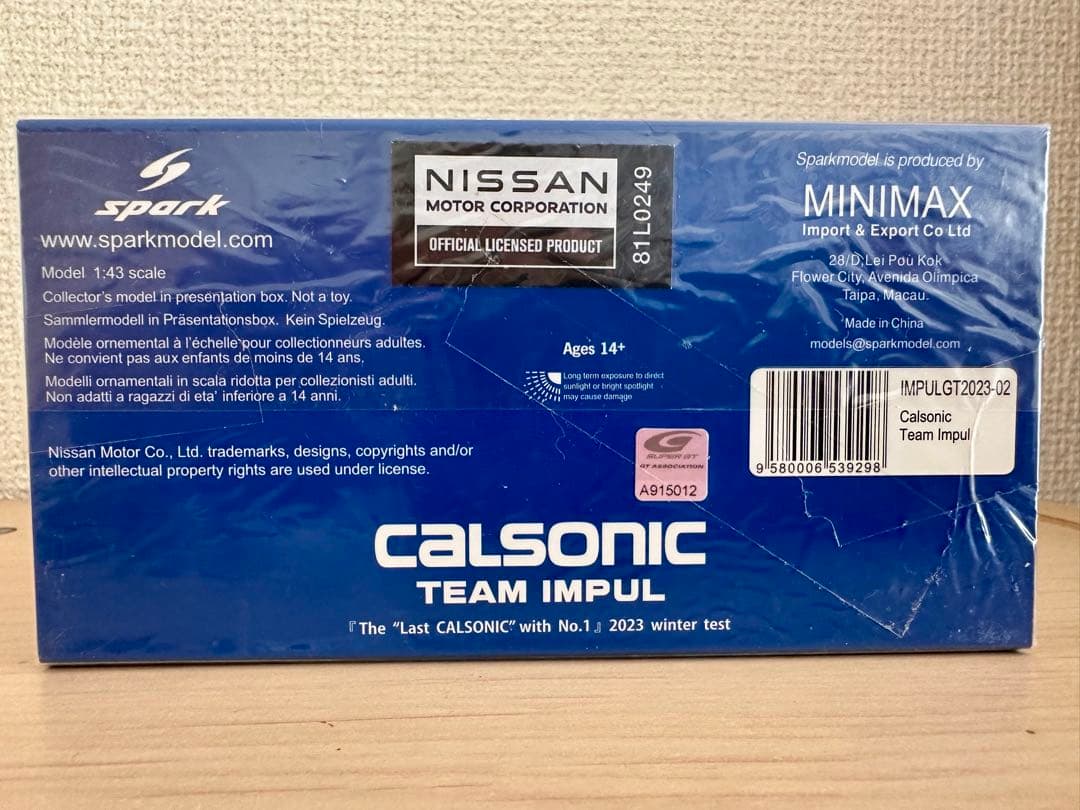 spark
www.sparkmodel.com
Model 1:43 scale
Collector's model in presentation box. Not a toy.
Sammlermodell in Präsentationsbox. Kein Spielzeug.
Modèle ornemental à l'échelle pour collectionneurs adultes.
Ne convient pas aux enfants de moins de 14 ans.
Modelli ornamentali in scala ridotta per collezionisti adulti.
Non adatti a ragazzi di eta' inferiore a 14 anni.
Nissan Motor Co., Ltd. trademarks, designs, copyrights and/or
other intellectual property rights are used under license.
NISSAN
MOTOR CORPORATION
OFFICIAL LICENSED PRODUCT
81L0249
Ages 14+
Long term exposure to direct
sunlight or bright spotlight
may cause damage
SUPER GT
GT ASSOCIATION
A915012
Sparkmodel is produced by
MINIMAX
Import & Export Co Ltd
28/D,Lei Pou Kok
Flower City, Avenida Olimpica
Taipa, Macau.
Made in China
models@sparkmodel.com
IMPULGT2023-02
Calsonic
Team Impul
9 580006 539298
CALSONIC
TEAM IMPUL
『The "Last CALSONIC" with No.1』 2023 winter test